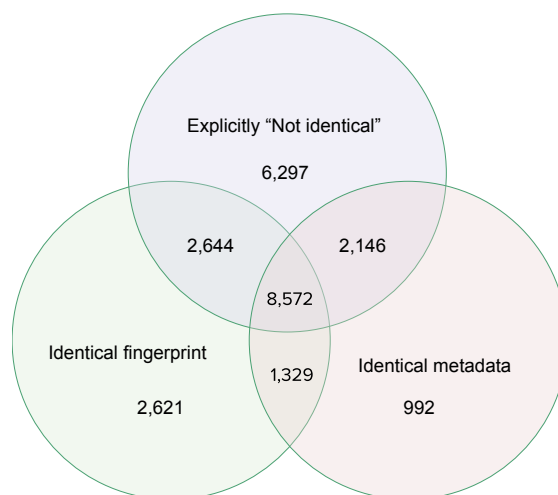 Explicitly “Not identical”
6,297
2,644
2,146
8,572
Identical fingerprint
1,329
Identical metadata
2,621
992